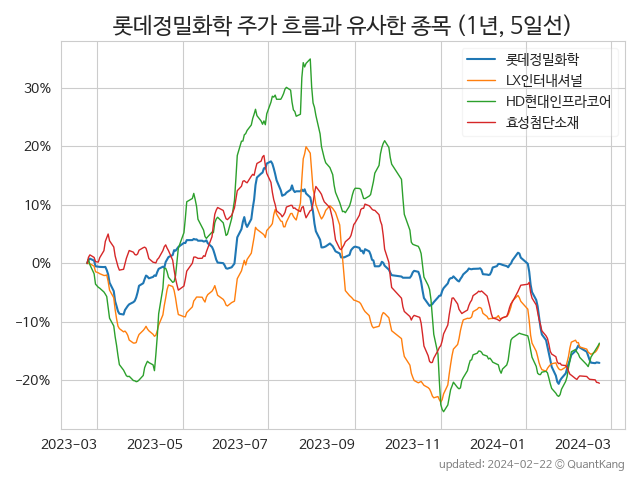 롯데정밀화학 주가 흐름과 유사한 종목 (1년, 5일선)
롯데정밀화학
LX인터내셔널
HD현대인프라코어
효성첨단소재
30%
20%
10%
0%
−10%
−20%
2023-03 2023-05 2023-07 2023-09 2023-11 2024-01 2024-03
updated: 2024-02-22 © QuantKang